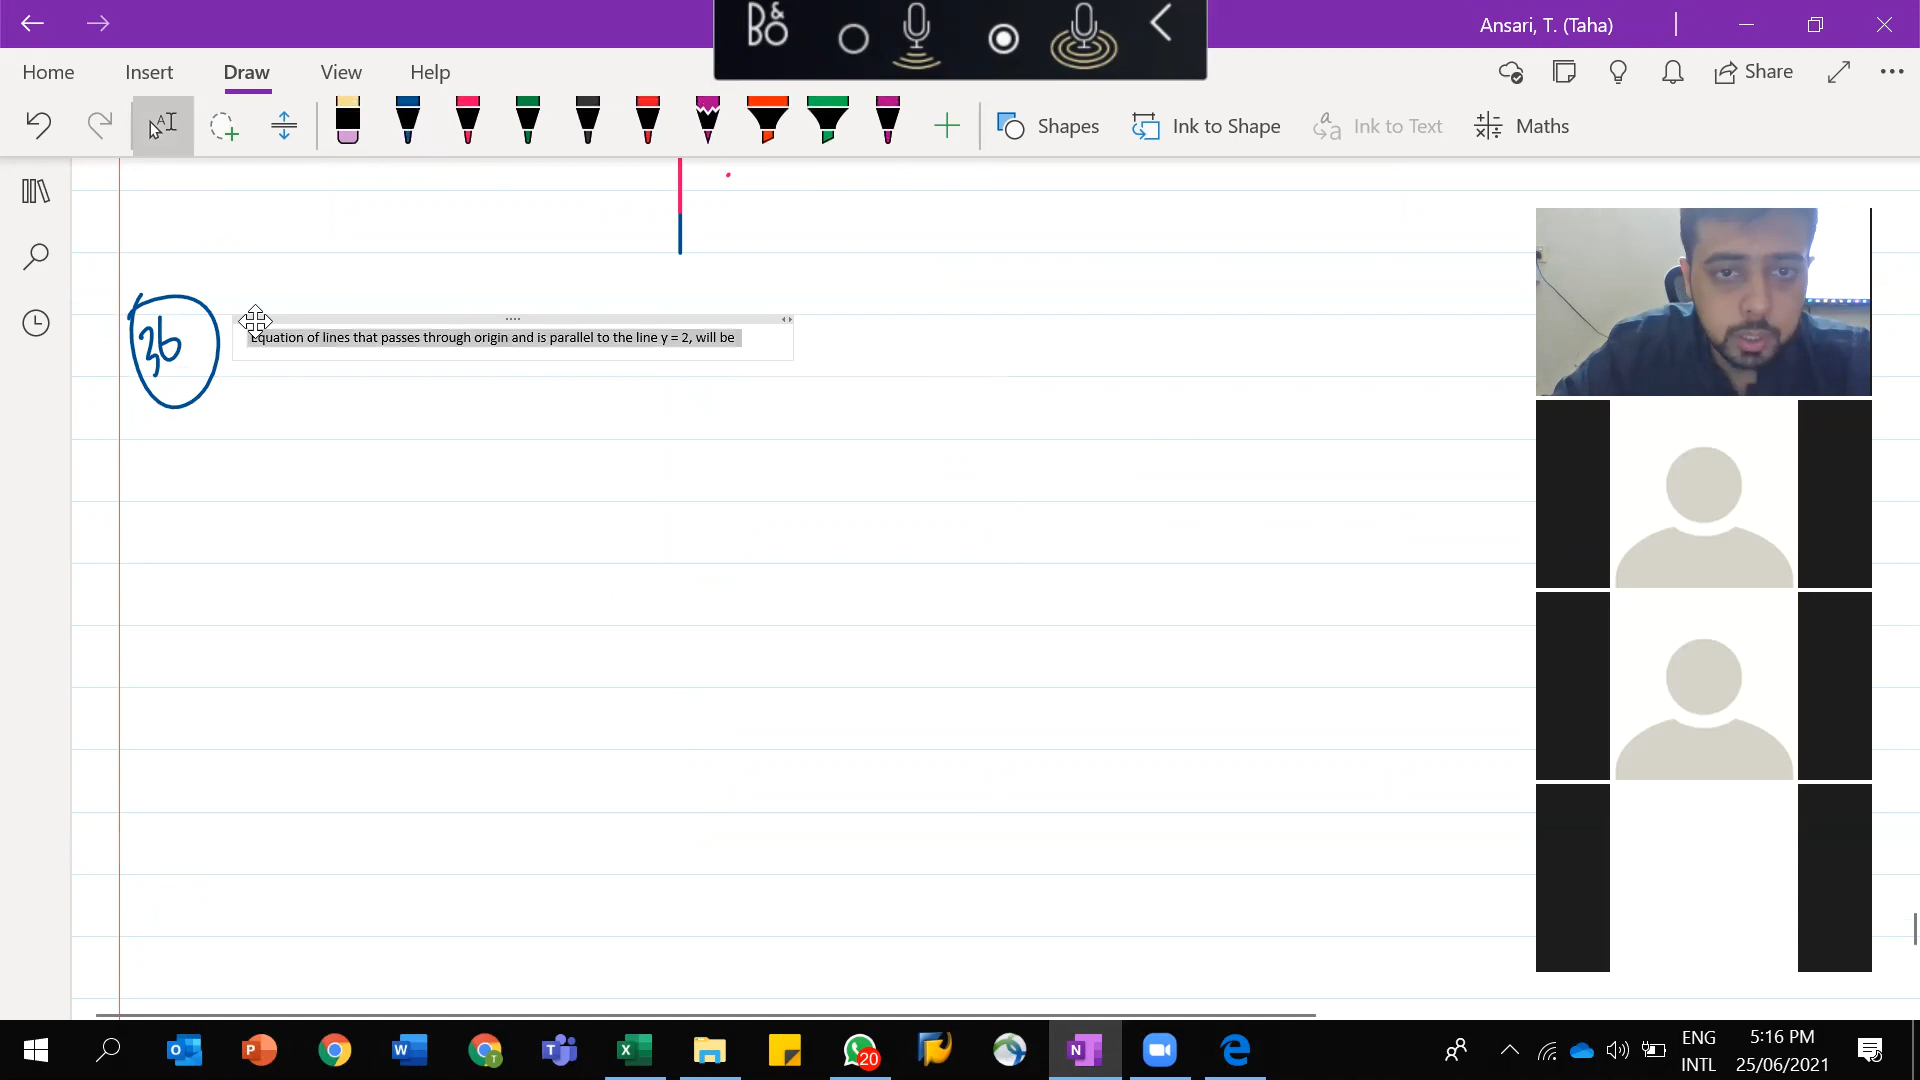 B&O
Ansari, T. (Taha)
Home Insert Draw View Help
Share
Shapes Ink to Shape Ink to Text Maths
36
Equation of lines that passes through origin and is parallel to the line y = 2, will be
20
ENG
INTL
5:16 PM
25/06/2021